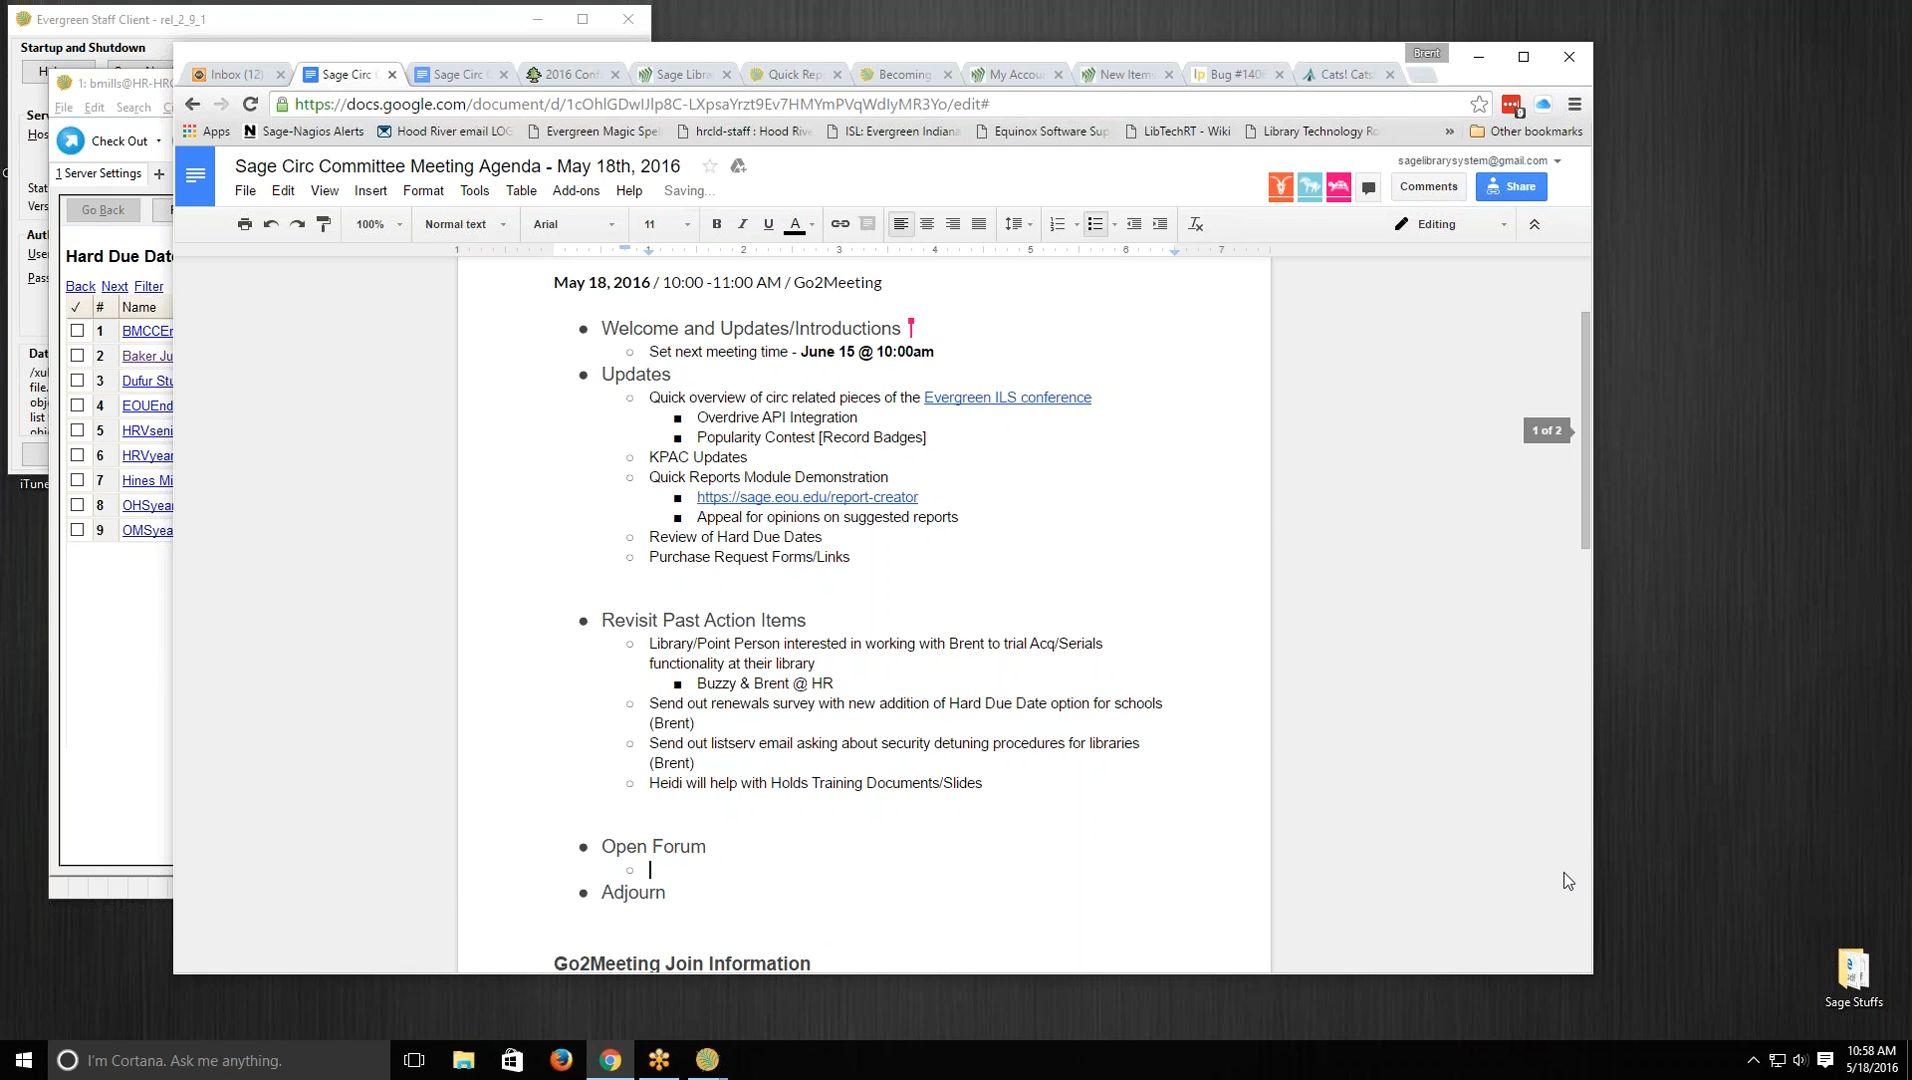 Evergreen Staff Client - rel_2_9_1
Startup and Shutdown
1: bmills@HR-HRC
File Edit Search
Check Out
1 Server Settings
Go Back
Hard Due Dat
Back Next Filter
# Name
1 BMCCEn
2 Baker Ju
3 Dufur Stu
4 EOUEnd
5 HRVseni
6 HRVyear
7 Hines Mi
8 OHSyear
9 OMSyea
Brent
Inbox (12)
Sage Circ
Sage Circ
2016 Conf
Sage Libra
Quick Rep
Becoming
My Accou
New Items
Bug #1406
Cats! Cats
https://docs.google.com/document/d/1cOhlGDwIJlp8C-LXpsaYrzt9Ev7HMYmPVqWdIyMR3Yo/edit#
Apps
Sage-Nagios Alerts
Hood River email LOG
Evergreen Magic Spel
hrcld-staff : Hood Rive
ISL: Evergreen Indiana
Equinox Software Sup
LibTechRT - Wiki
Library Technology Ro
» Other bookmarks
Sage Circ Committee Meeting Agenda - May 18th, 2016
sagelibrarysystem@gmail.com
File Edit View Insert Format Tools Table Add-ons Help Saving...
Comments
Share
100% Normal text Arial 11
Editing
1 1 2 3 4 5 6 7
May 18, 2016 / 10:00 -11:00 AM / Go2Meeting
● Welcome and Updates/Introductions
○ Set next meeting time - June 15 @ 10:00am
● Updates
○ Quick overview of circ related pieces of the Evergreen ILS conference
■ Overdrive API Integration
■ Popularity Contest [Record Badges]
○ KPAC Updates
○ Quick Reports Module Demonstration
■ https://sage.eou.edu/report-creator
■ Appeal for opinions on suggested reports
○ Review of Hard Due Dates
○ Purchase Request Forms/Links
● Revisit Past Action Items
○ Library/Point Person interested in working with Brent to trial Acq/Serials
functionality at their library
■ Buzzy & Brent @ HR
○ Send out renewals survey with new addition of Hard Due Date option for schools
(Brent)
○ Send out listserv email asking about security detuning procedures for libraries
(Brent)
○ Heidi will help with Holds Training Documents/Slides
● Open Forum
● Adjourn
Go2Meeting Join Information
1 of 2
Sage Stuffs
I'm Cortana. Ask me anything.
10:58 AM
5/18/2016